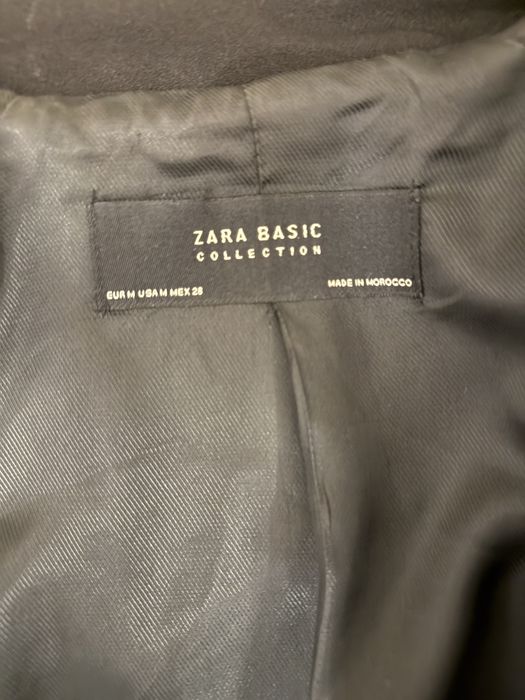 ZARA BASIC
COLLECTION
EUR M USA M MEX 28
MADE IN MOROCCO